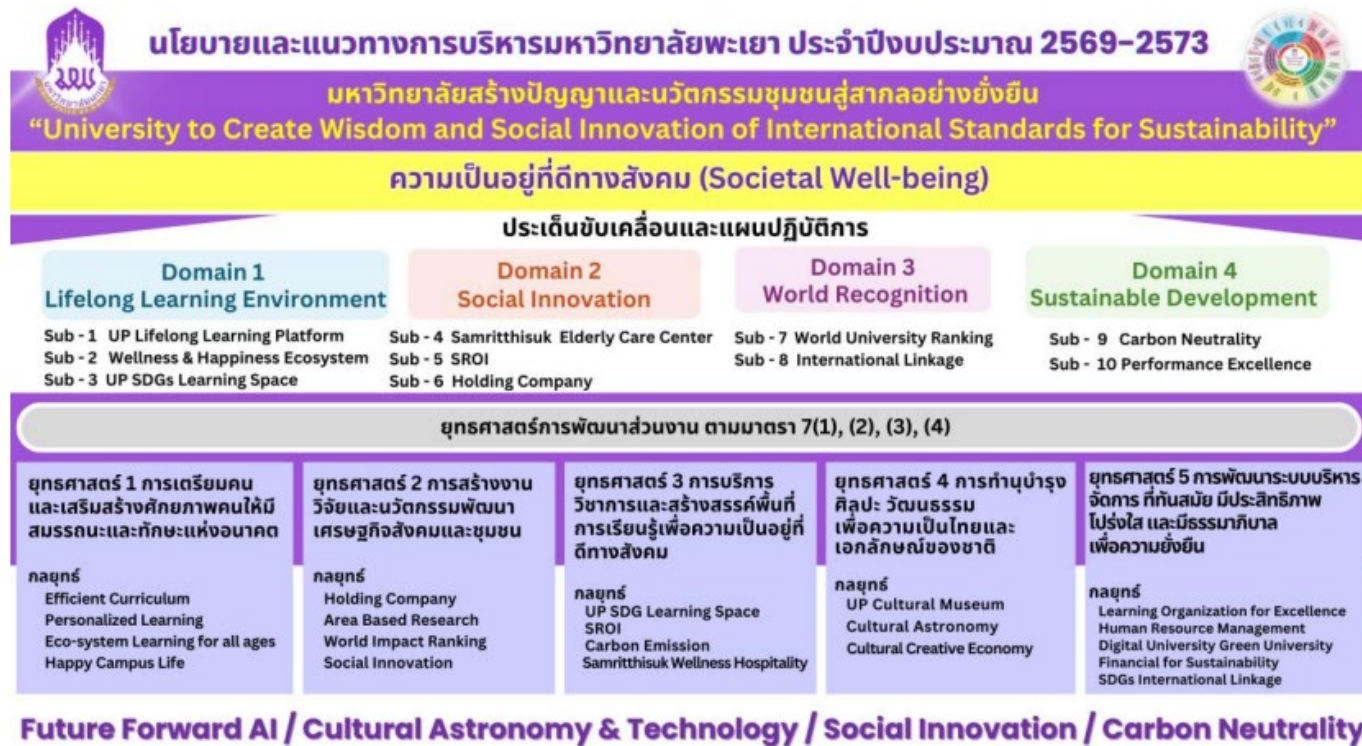 นโยบายและแนวทางการบริหารมหาวิทยาลัยพะเยา ประจำปีงบประมาณ 2569-2573
มหาวิทยาลัยสร้างปัญญาและนวัตกรรมชุมชนสู่สากลอย่างยั่งยืน
“University to Create Wisdom and Social Innovation of International Standards for Sustainability”
ความเป็นอยู่ที่ดีทางสังคม (Societal Well-being)
ประเด็นขับเคลื่อนและแผนปฏิบัติการ
Domain 1
Lifelong Learning Environment
Sub - 1 UP Lifelong Learning Platform
Sub - 2 Wellness & Happiness Ecosystem
Sub - 3 UP SDGs Learning Space
Domain 2
Social Innovation
Sub - 4 Samritthisuk Elderly Care Center
Sub - 5 SROI
Sub - 6 Holding Company
Domain 3
World Recognition
Sub - 7 World University Ranking
Sub - 8 International Linkage
Domain 4
Sustainable Development
Sub - 9 Carbon Neutrality
Sub - 10 Performance Excellence
ยุทธศาสตร์การพัฒนาส่วนงาน ตามมาตรา 7(1), (2), (3), (4)
ยุทธศาสตร์ 1 การเตรียมคน
และเสริมสร้างศักยภาพคนให้มี
สมรรถนะและทักษะแห่งอนาคต
กลยุทธ์
Efficient Curriculum
Personalized Learning
Eco-system Learning for all ages
Happy Campus Life
ยุทธศาสตร์ 2 การสร้างงาน
วิจัยและนวัตกรรมพัฒนา
เศรษฐกิจสังคมและชุมชน
กลยุทธ์
Holding Company
Area Based Research
World Impact Ranking
Social Innovation
ยุทธศาสตร์ 3 การบริการ
วิชาการและสร้างสรรค์พื้นที่
การเรียนรู้เพื่อความเป็นอยู่ที่
ดีทางสังคม
กลยุทธ์
UP SDG Learning Space
SROI
Carbon Emission
Samritthisuk Wellness Hospitality
ยุทธศาสตร์ 4 การทำนุบำรุง
ศิลปะ วัฒนธรรม
เพื่อความเป็นไทยและ
เอกลักษณ์ของชาติ
กลยุทธ์
UP Cultural Museum
Cultural Astronomy
Cultural Creative Economy
ยุทธศาสตร์ 5 การพัฒนาระบบบริหาร
จัดการ ที่ทันสมัย มีประสิทธิภาพ
โปร่งใส และมีธรรมาภิบาล
เพื่อความยั่งยืน
กลยุทธ์
Learning Organization for Excellence
Human Resource Management
Digital University Green University
Financial for Sustainability
SDGs International Linkage
Future Forward AI / Cultural Astronomy & Technology / Social Innovation / Carbon Neutrality